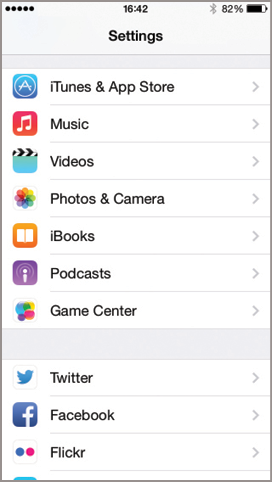 16:42 82%
Settings
iTunes & App Store
Music
Videos
Photos & Camera
iBooks
Podcasts
Game Center
Twitter
Facebook
Flickr